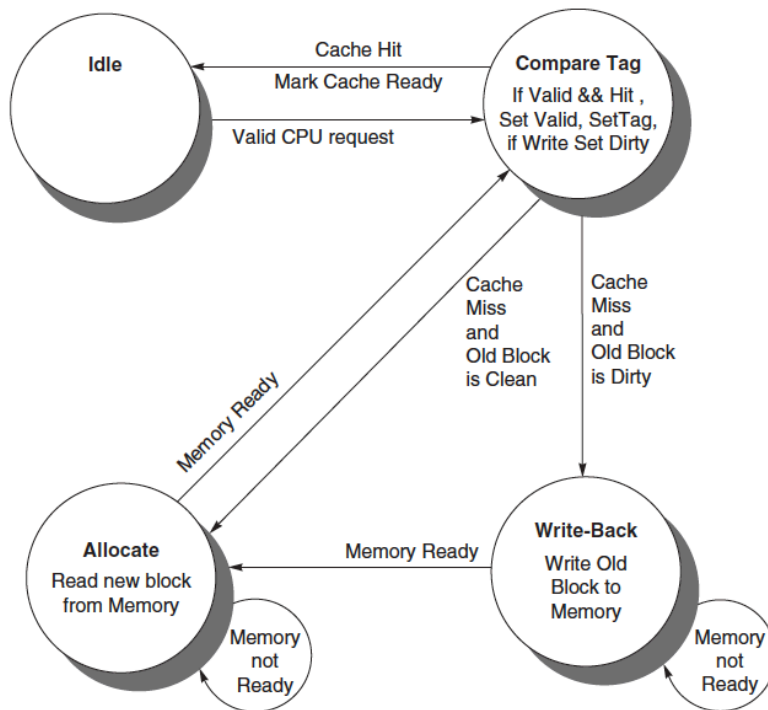 Idle
Cache Hit
Mark Cache Ready
Valid CPU request
Compare Tag
If Valid && Hit ,
Set Valid, SetTag,
if Write Set Dirty
Cache
Miss
and
Old Block
is Clean
Cache
Miss
and
Old Block
is Dirty
Memory Ready
Allocate
Read new block
from Memory
Memory
not
Ready
Memory Ready
Write-Back
Write Old
Block to
Memory
Memory
not
Ready